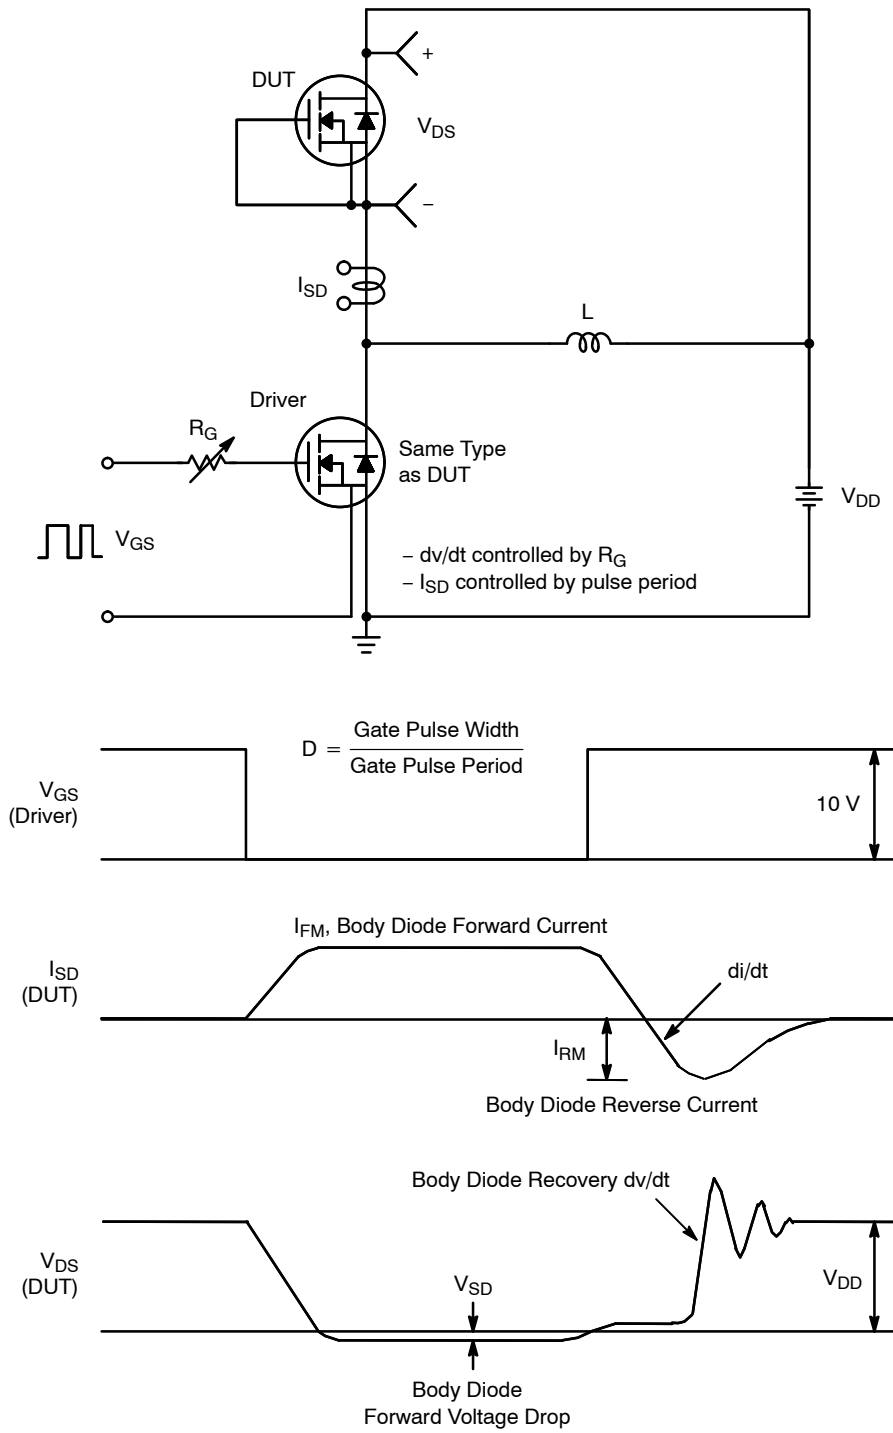 +
DUT
V_DS
−
I_SD
L
Driver
R_G
Same Type
as DUT
V_DD
V_GS
− dv/dt controlled by R_G
− I_SD controlled by pulse period
D = Gate Pulse Width
Gate Pulse Period
V_GS
(Driver)
10 V
I_FM, Body Diode Forward Current
I_SD
(DUT)
di/dt
I_RM
Body Diode Reverse Current
Body Diode Recovery dv/dt
V_DS
(DUT)
V_SD
V_DD
Body Diode
Forward Voltage Drop